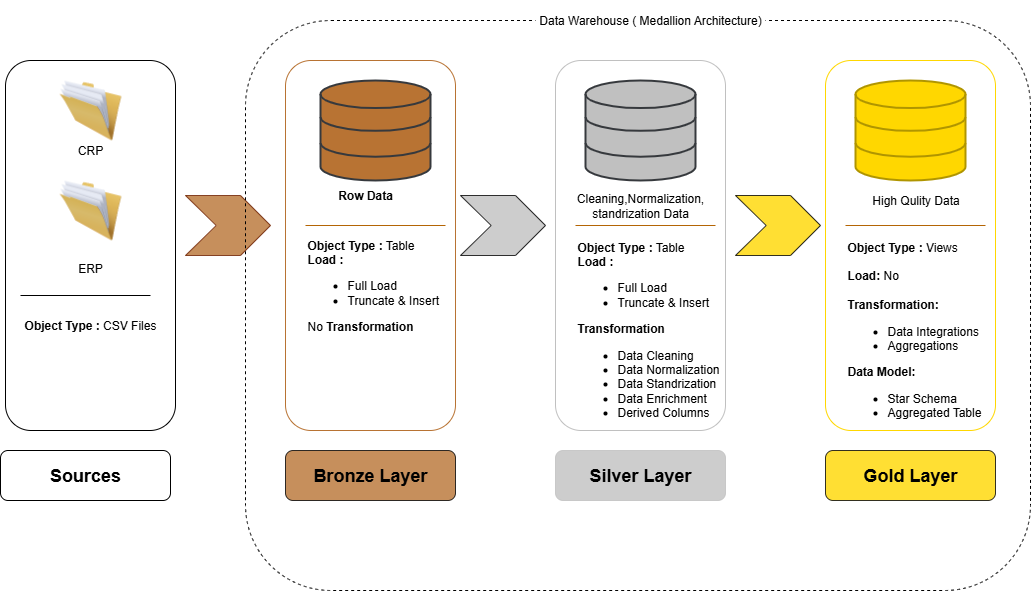 Data Warehouse ( Medallion Architecture)
CRP
ERP
Object Type : CSV Files
Sources
Row Data
Object Type : Table
Load :
Full Load
Truncate & Insert
No Transformation
Bronze Layer
Cleaning,Normalization,
standrization Data
Object Type : Table
Load :
Full Load
Truncate & Insert
Transformation
Data Cleaning
Data Normalization
Data Standrization
Data Enrichment
Derived Columns
Silver Layer
High Qulity Data
Object Type : Views
Load: No
Transformation:
Data Integrations
Aggregations
Data Model:
Star Schema
Aggregated Table
Gold Layer